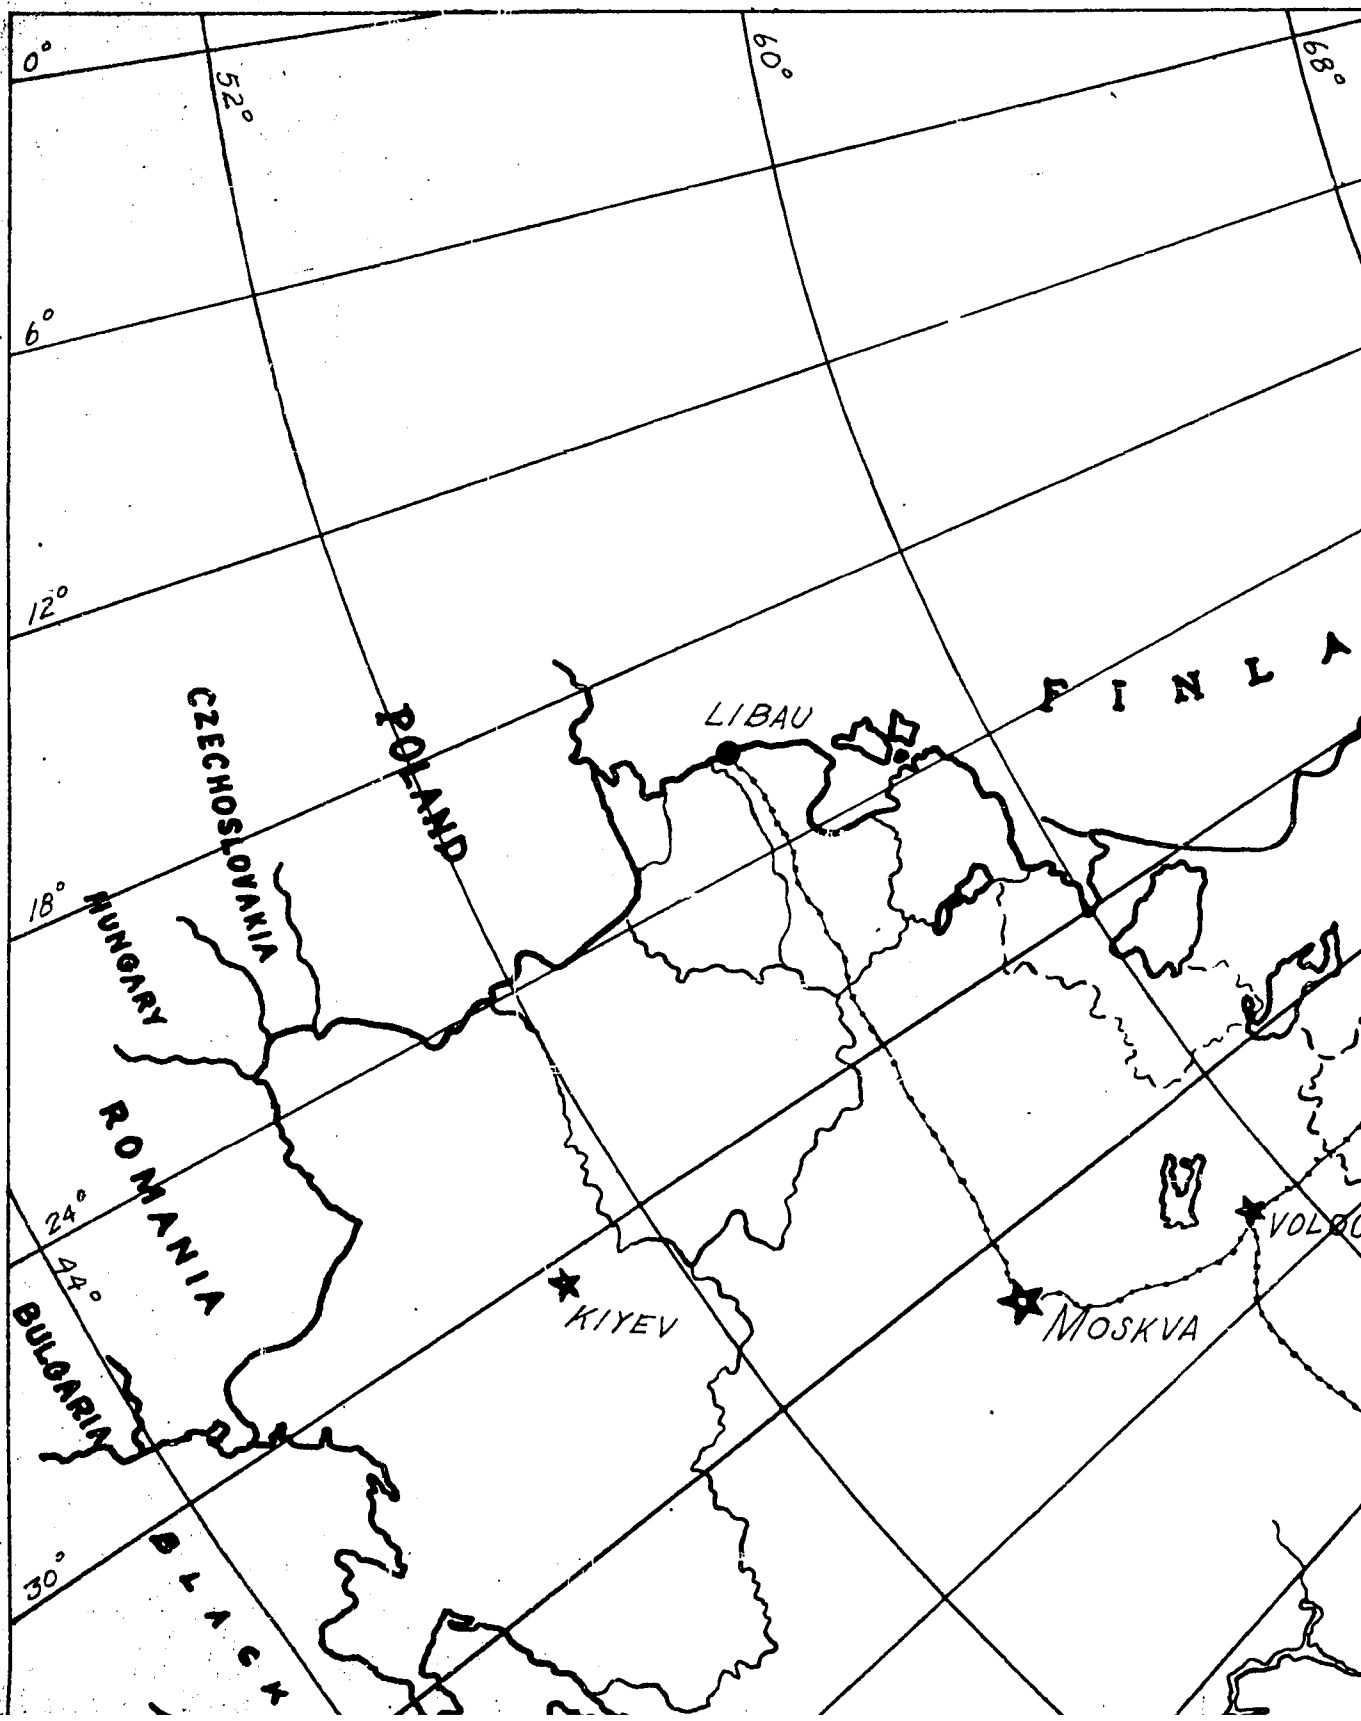 0°
52°
60°
68°
6°
12°
FINLA
LIBAU
POLAND
CZECHOSLOVAKIA
18°
HUNGARY
ROMANIA
24°
44°
VOLOG
KIYEV
MOSKVA
BULGARIA
30°
BLACK